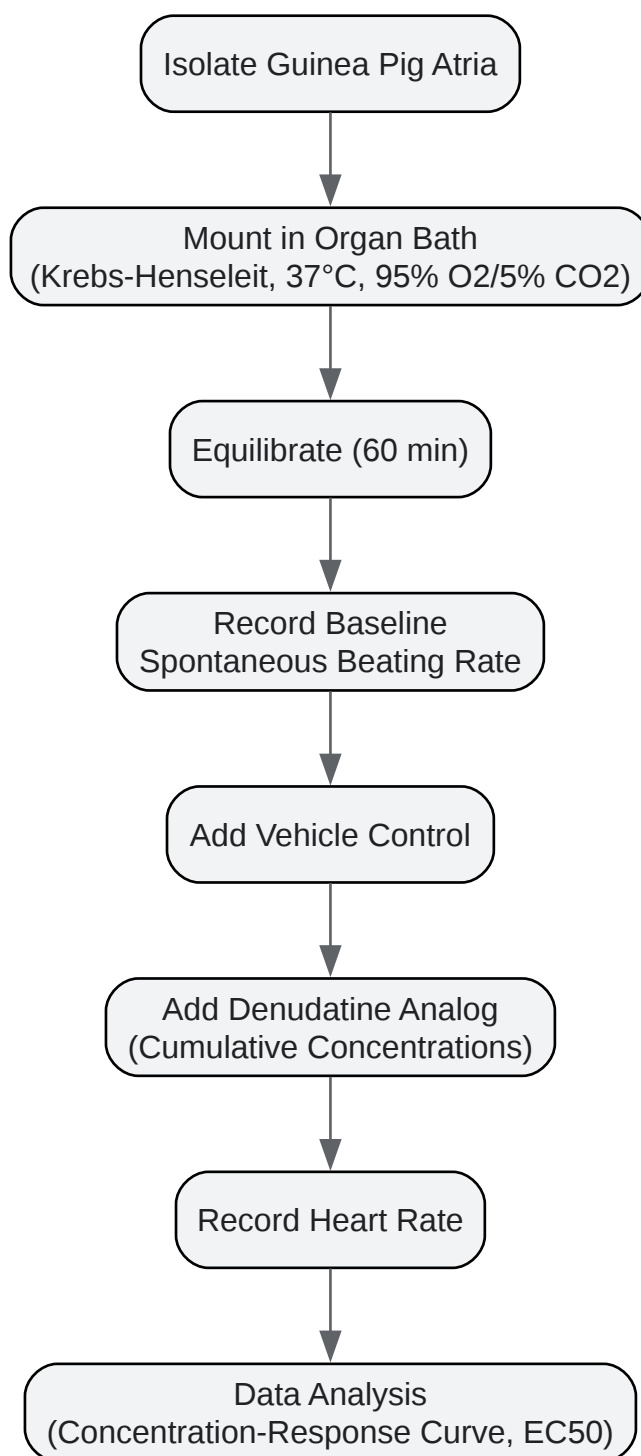 Isolate Guinea Pig Atria
Mount in Organ Bath
(Krebs-Henseleit, 37°C, 95% O2/5% CO2)
Equilibrate (60 min)
Record Baseline
Spontaneous Beating Rate
Add Vehicle Control
Add Denudatine Analog
(Cumulative Concentrations)
Record Heart Rate
Data Analysis
(Concentration-Response Curve, EC50)